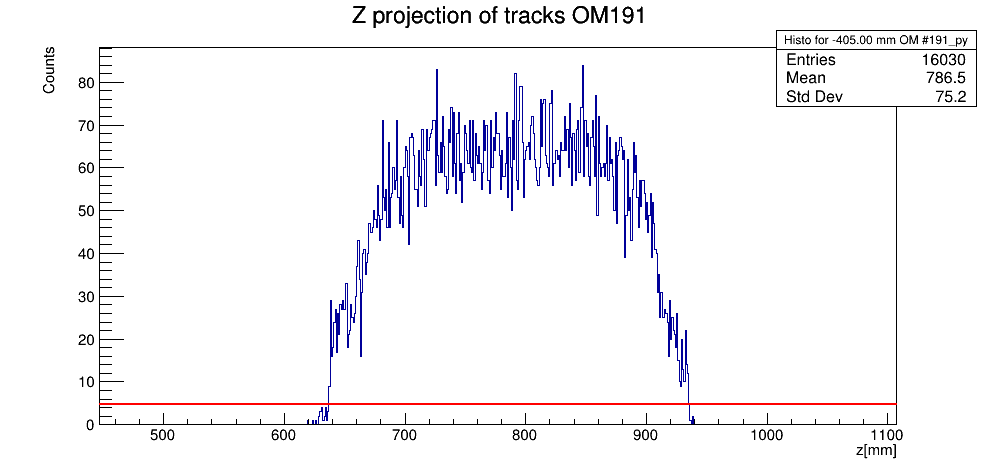 Z projection of tracks OM191
Histo for -405.00 mm OM #191_py
Entries 16030
Mean 786.5
Std Dev 75.2
Counts
80
70
60
50
40
30
20
10
0
500 600 700 800 900 1000 1100
z[mm]